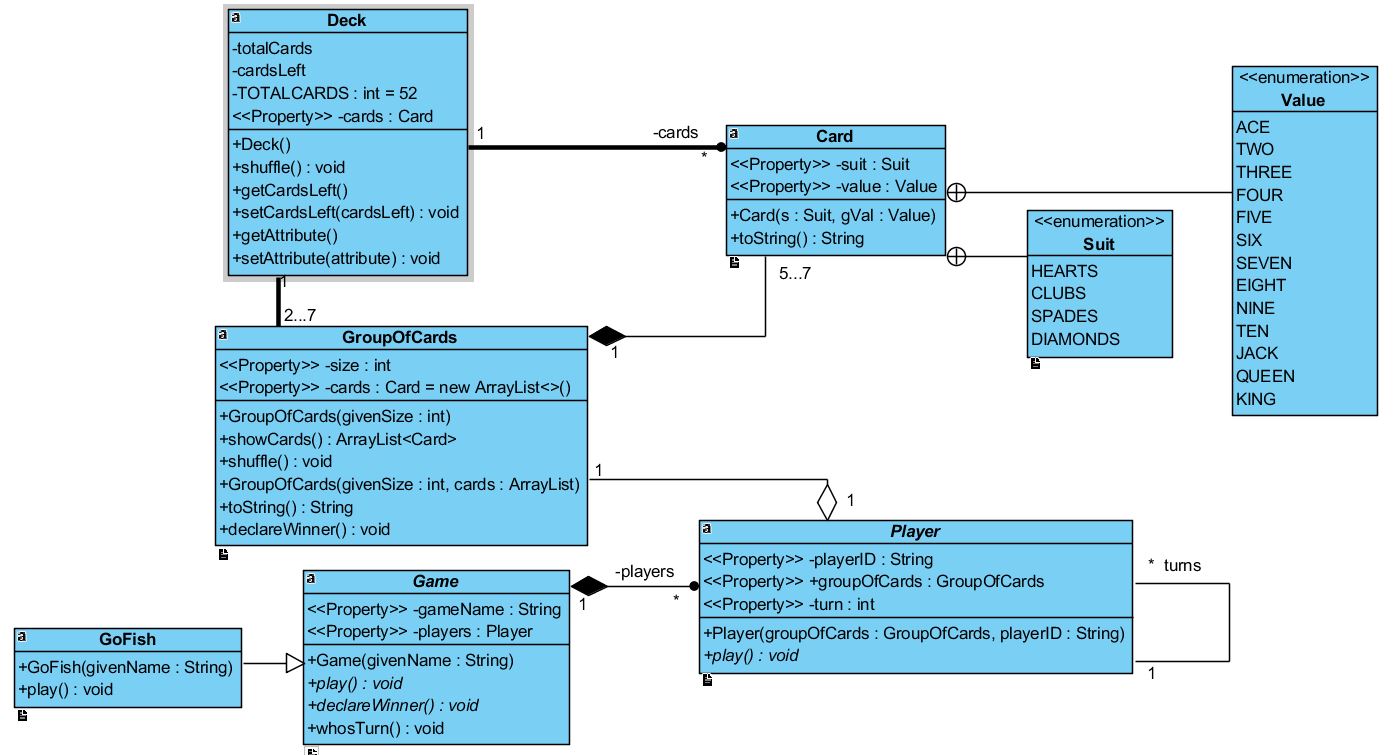 Deck
-totalCards
-cardsLeft
-TOTALCARDS : int = 52
<<Property>> -cards : Card
+Deck()
+shuffle() : void
+getCardsLeft()
+setCardsLeft(cardsLeft) : void
+getAttribute()
+setAttribute(attribute) : void
1
-cards
*
Card
<<Property>> -suit : Suit
<<Property>> -value : Value
+Card(s : Suit, gVal : Value)
+toString() : String
<<enumeration>>
Value
ACE
TWO
THREE
FOUR
FIVE
SIX
SEVEN
EIGHT
NINE
TEN
JACK
QUEEN
KING
<<enumeration>>
Suit
HEARTS
CLUBS
SPADES
DIAMONDS
1
2...7
5...7
1
GroupOfCards
<<Property>> -size : int
<<Property>> -cards : Card = new ArrayList<>()
+GroupOfCards(givenSize : int)
+showCards() : ArrayList<Card>
+shuffle() : void
+GroupOfCards(givenSize : int, cards : ArrayList)
+toString() : String
+declareWinner() : void
1
1
Player
<<Property>> -playerID : String
<<Property>> +groupOfCards : GroupOfCards
<<Property>> -turn : int
+Player(groupOfCards : GroupOfCards, playerID : String)
+play() : void
* turns
1
Game
<<Property>> -gameName : String
<<Property>> -players : Player
+Game(givenName : String)
+play() : void
+declareWinner() : void
+whosTurn() : void
-players
1
*
GoFish
+GoFish(givenName : String)
+play() : void